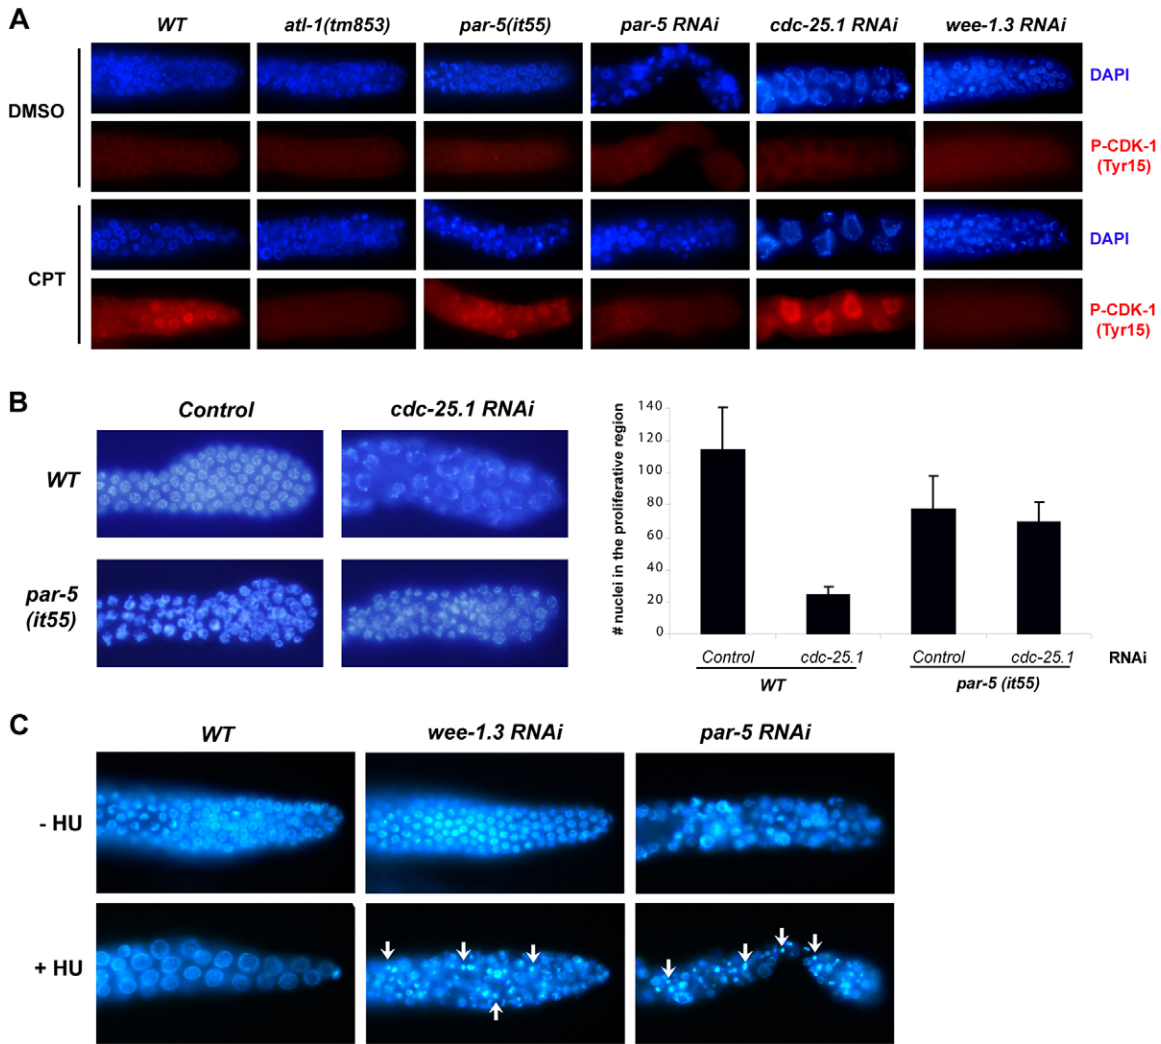 A
WT atl-1(tm853) par-5(it55) par-5 RNAi cdc-25.1 RNAi wee-1.3 RNAi
DMSO
DAPI
P-CDK-1
(Tyr15)
CPT
DAPI
P-CDK-1
(Tyr15)
B
Control cdc-25.1 RNAi
WT
par-5
(it55)
# nuclei in the proliferative region
140
120
100
80
60
40
20
0
Control cdc-25.1 Control cdc-25.1 RNAi
WT par-5 (it55)
C
WT wee-1.3 RNAi par-5 RNAi
- HU
+ HU